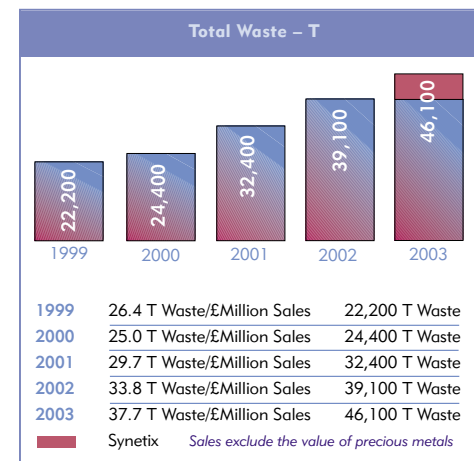 Total Waste – T
22,200
24,400
32,400
39,100
46,100
1999 2000 2001 2002 2003
1999 26.4 T Waste/£Million Sales 22,200 T Waste
2000 25.0 T Waste/£Million Sales 24,400 T Waste
2001 29.7 T Waste/£Million Sales 32,400 T Waste
2002 33.8 T Waste/£Million Sales 39,100 T Waste
2003 37.7 T Waste/£Million Sales 46,100 T Waste
Synetix Sales exclude the value of precious metals